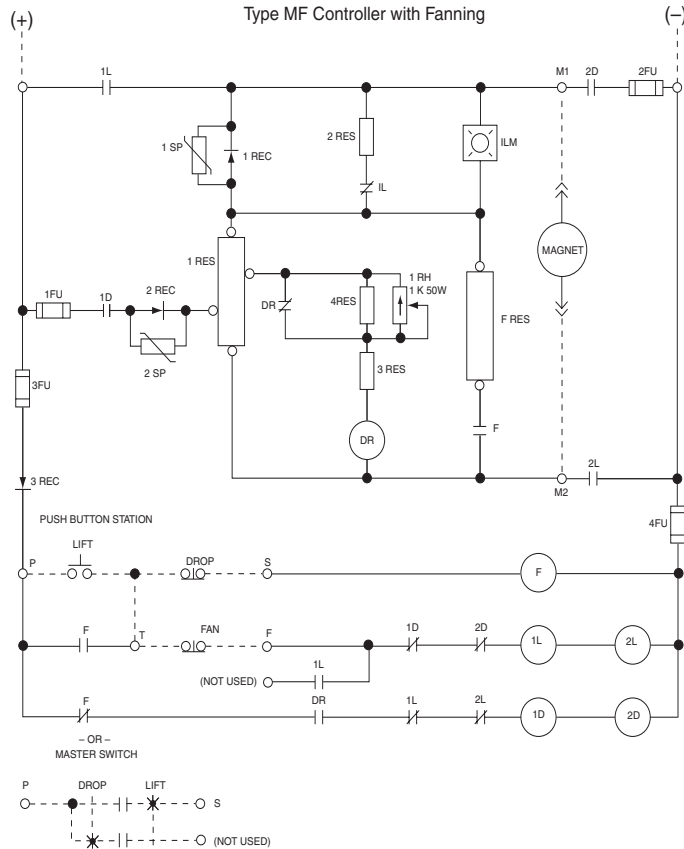 Type MF Controller with Fanning
(+)
(–)
1L
M1
2D
2FU
1 SP
1 REC
2 RES
ILM
IL
1 RES
MAGNET
1 RH
1 K 50W
1FU
1D
2 REC
DR
4RES
F RES
2 SP
3 RES
3FU
F
DR
3 REC
2L
M2
PUSH BUTTON STATION
4FU
LIFT
P
DROP
S
F
F
T
FAN
F
1D
2D
1L
2L
(NOT USED)
1L
F
DR
1L
2L
1D
2D
– OR –
MASTER SWITCH
P
DROP
LIFT
S
(NOT USED)